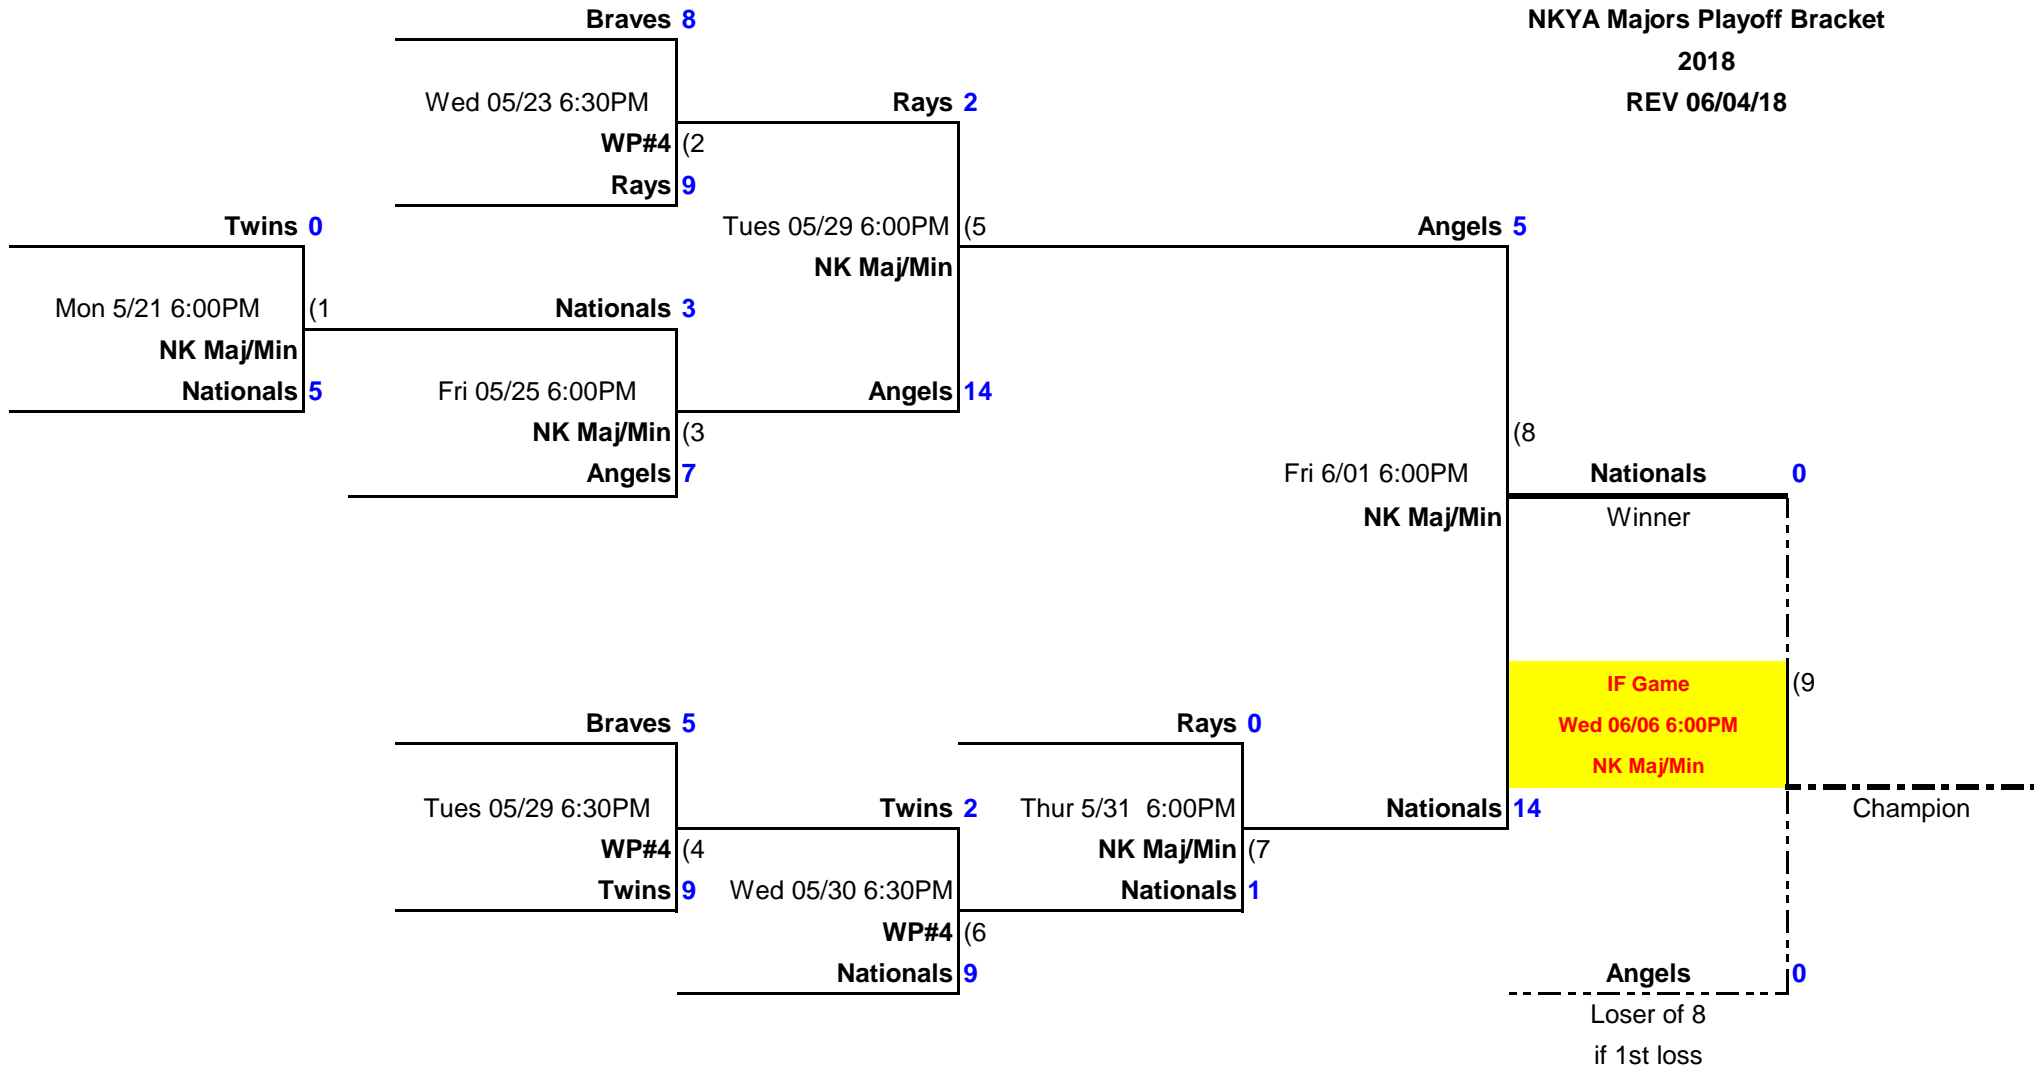 Braves 8
NKYA Majors Playoff Bracket
2018
Wed 05/23 6:30PM
Rays 2
REV 06/04/18
WP#4 (2
Rays 9
Twins 0
Tues 05/29 6:00PM (5
Angels 5
NK Maj/Min
Mon 5/21 6:00PM (1
Nationals 3
NK Maj/Min
Nationals 5
Fri 05/25 6:00PM
Angels 14
NK Maj/Min (3
(8
Angels 7
Fri 6/01 6:00PM
Nationals 0
NK Maj/Min
Winner
IF Game (9
Braves 5
Rays 0
Wed 06/06 6:00PM
NK Maj/Min
Tues 05/29 6:30PM
Twins 2
Thur 5/31 6:00PM
Nationals 14
Champion
WP#4 (4
NK Maj/Min (7
Twins 9
Wed 05/30 6:30PM
Nationals 1
WP#4 (6
Nationals 9
Angels 0
Loser of 8
if 1st loss